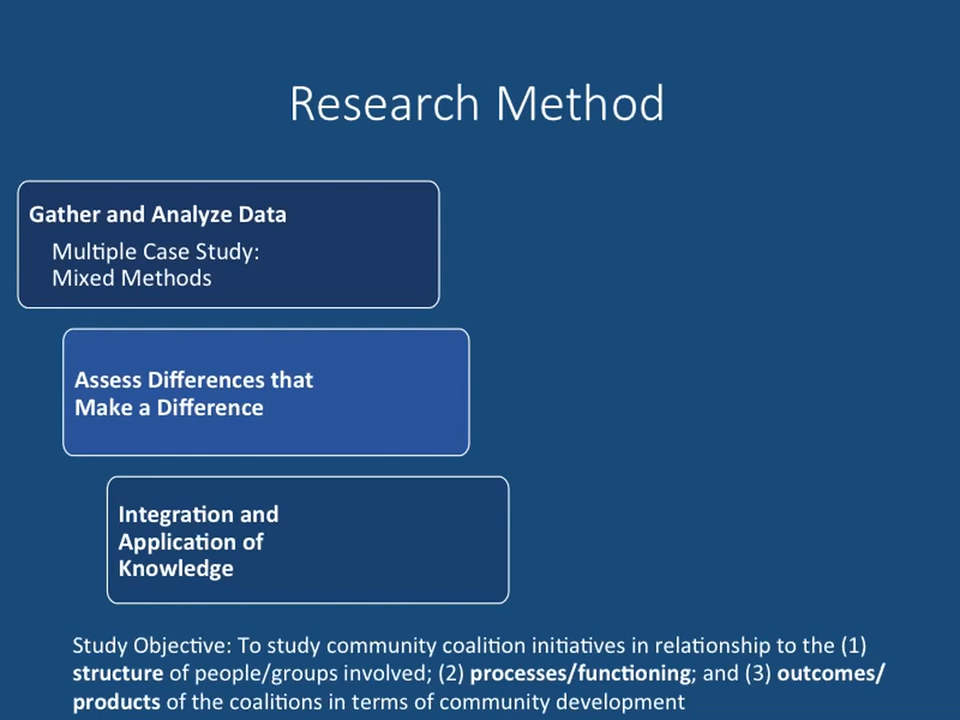 Research Method
Gather and Analyze Data
Multiple Case Study:
Mixed Methods
Assess Differences that
Make a Difference
Integration and
Application of
Knowledge
Study Objective: To study community coalition initiatives in relationship to the (1)
structure of people/groups involved; (2) processes/functioning; and (3) outcomes/
products of the coalitions in terms of community development